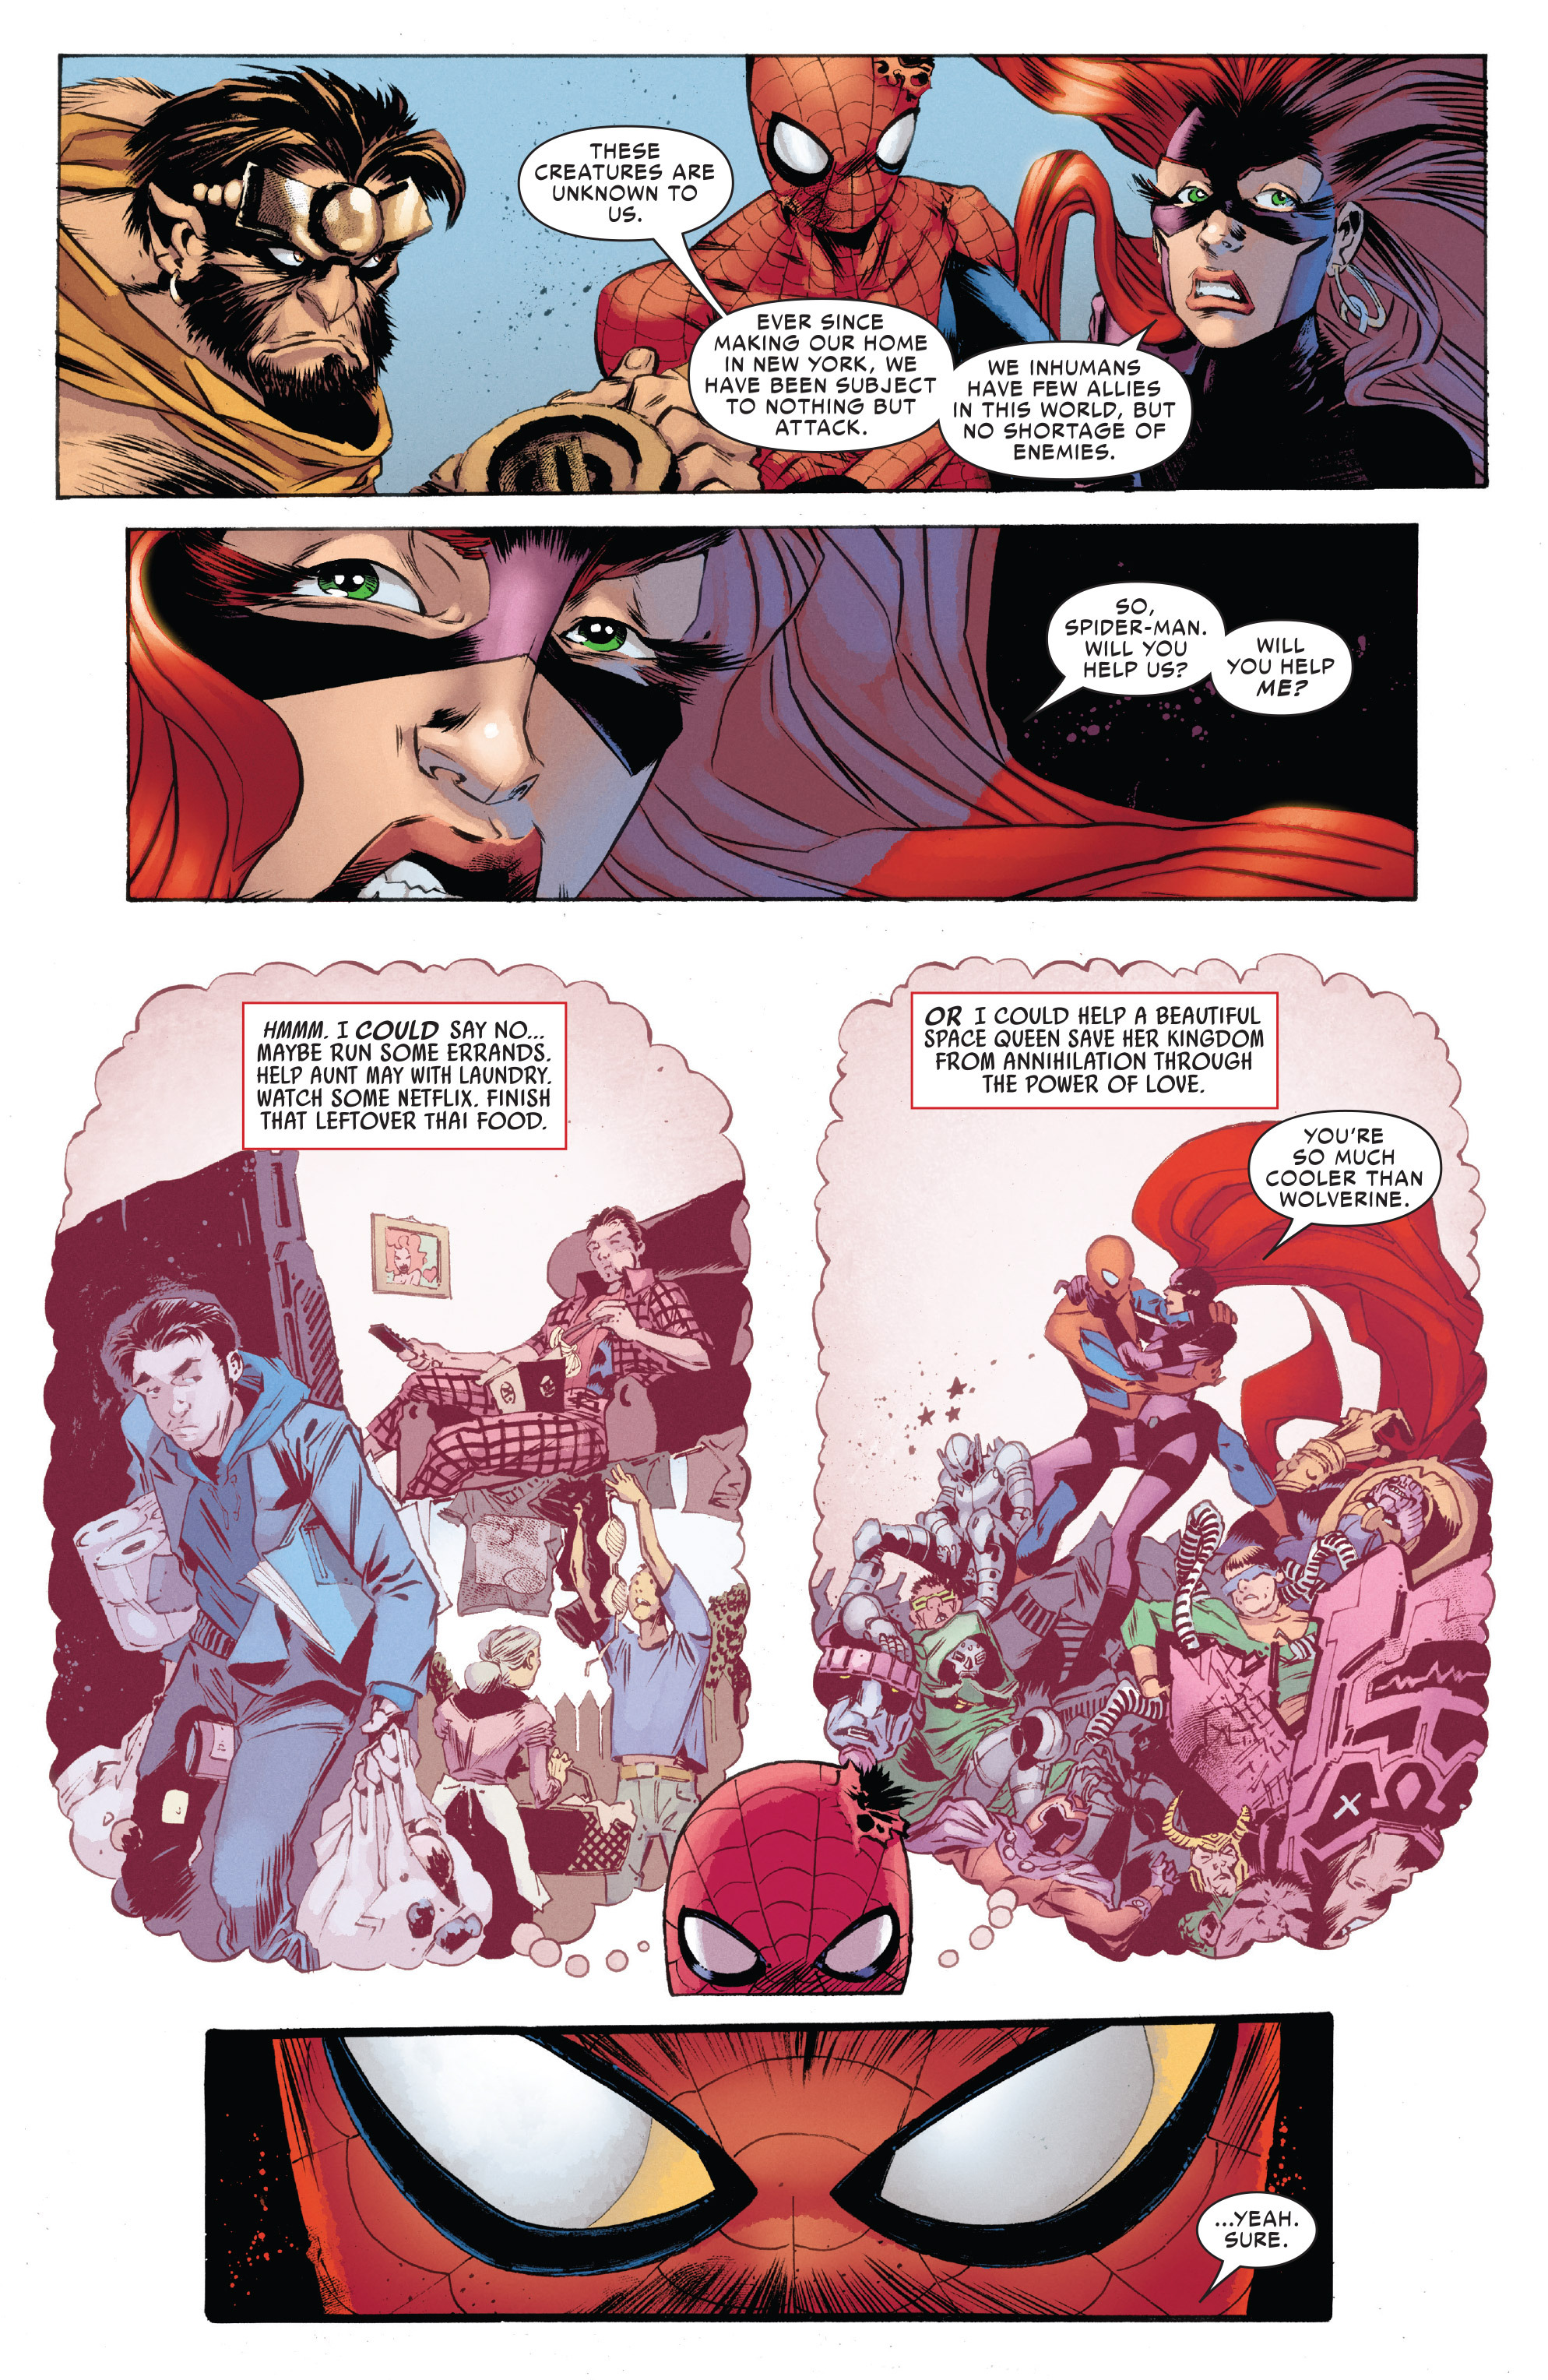 THESE
CREATURES ARE
UNKNOWN TO
US.
EVER SINCE
MAKING OUR HOME
IN NEW YORK, WE
HAVE BEEN SUBJECT
TO NOTHING BUT
ATTACK.
WE INHUMANS
HAVE FEW ALLIES
IN THIS WORLD, BUT
NO SHORTAGE OF
ENEMIES.
SO,
SPIDER-MAN.
WILL YOU
HELP US?
WILL
YOU HELP
ME?
HMMM. I COULD SAY NO...
MAYBE RUN SOME ERRANDS.
HELP AUNT MAY WITH LAUNDRY.
WATCH SOME NETFLIX. FINISH
THAT LEFTOVER THAI FOOD.
OR I COULD HELP A BEAUTIFUL
SPACE QUEEN SAVE HER KINGDOM
FROM ANNIHILATION THROUGH
THE POWER OF LOVE.
YOU'RE
SO MUCH
COOLER THAN
WOLVERINE.
...YEAH.
SURE.